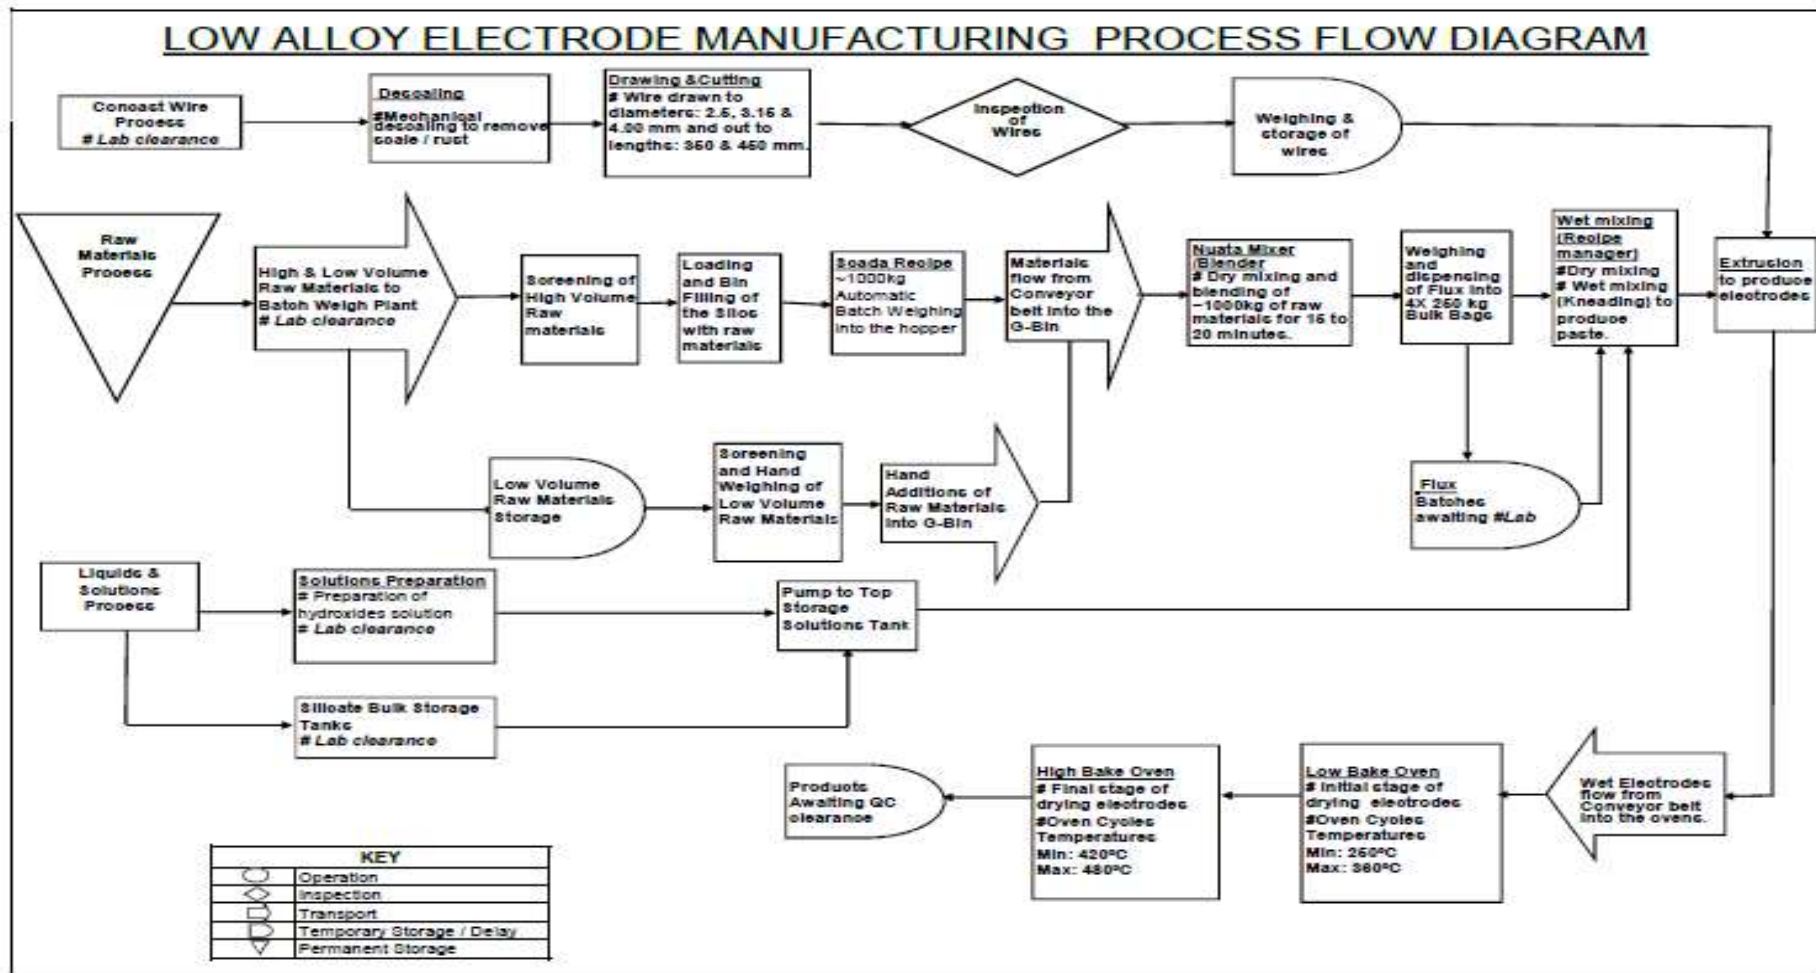 LOW ALLOY ELECTRODE MANUFACTURING PROCESS FLOW DIAGRAM
Concast Wire
Process
# Lab clearance
Descaling
#Mechanical
descaling to remove
scale / rust
Drawing &Cutting
# Wire drawn to
diameters: 2.5, 3.15 &
4.00 mm and cut to
lengths: 350 & 450 mm.
Inspection
of
Wires
Weighing &
storage of
wires
Raw
Materials
Process
High & Low Volume
Raw Materials to
Batch Weigh Plant
# Lab clearance
Screening of
High Volume
Raw
materials
Loading
and Bin
Filling of
the Silos
with raw
materials
Scada Recipe
~1000kg
Automatic
Batch Weighing
into the hopper
Materials
flow from
Conveyor
belt into the
G-Bin
Nuata Mixer
(Blender
# Dry mixing and
blending of
~1000kg of raw
materials for 15 to
20 minutes.
Weighing
and
dispensing
of Flux into
4X 250 kg
Bulk Bags
Wet mixing
(Recipe
manager)
#Dry mixing
# Wet mixing
(Kneading) to
produce
paste.
Extrusion
to produce
electrodes
Low Volume
Raw Materials
Storage
Screening
and Hand
Weighing of
Low Volume
Raw Materials
Hand
Additions of
Raw Materials
into G-Bin
Flux
Batches
awaiting #Lab
Liquids &
Solutions
Process
Solutions Preparation
# Preparation of
hydroxides solution
# Lab clearance
Pump to Top
Storage
Solutions Tank
Silicate Bulk Storage
Tanks
# Lab clearance
Products
Awaiting QC
clearance
High Bake Oven
# Final stage of
drying electrodes
#Oven Cycles
Temperatures
Min: 420ºC
Max: 480ºC
Low Bake Oven
# Initial stage of
drying electrodes
#Oven Cycles
Temperatures
Min: 250ºC
Max: 350ºC
Wet Electrodes
flow from
Conveyor belt
into the ovens.
KEY
Operation
Inspection
Transport
Temporary Storage / Delay
Permanent Storage